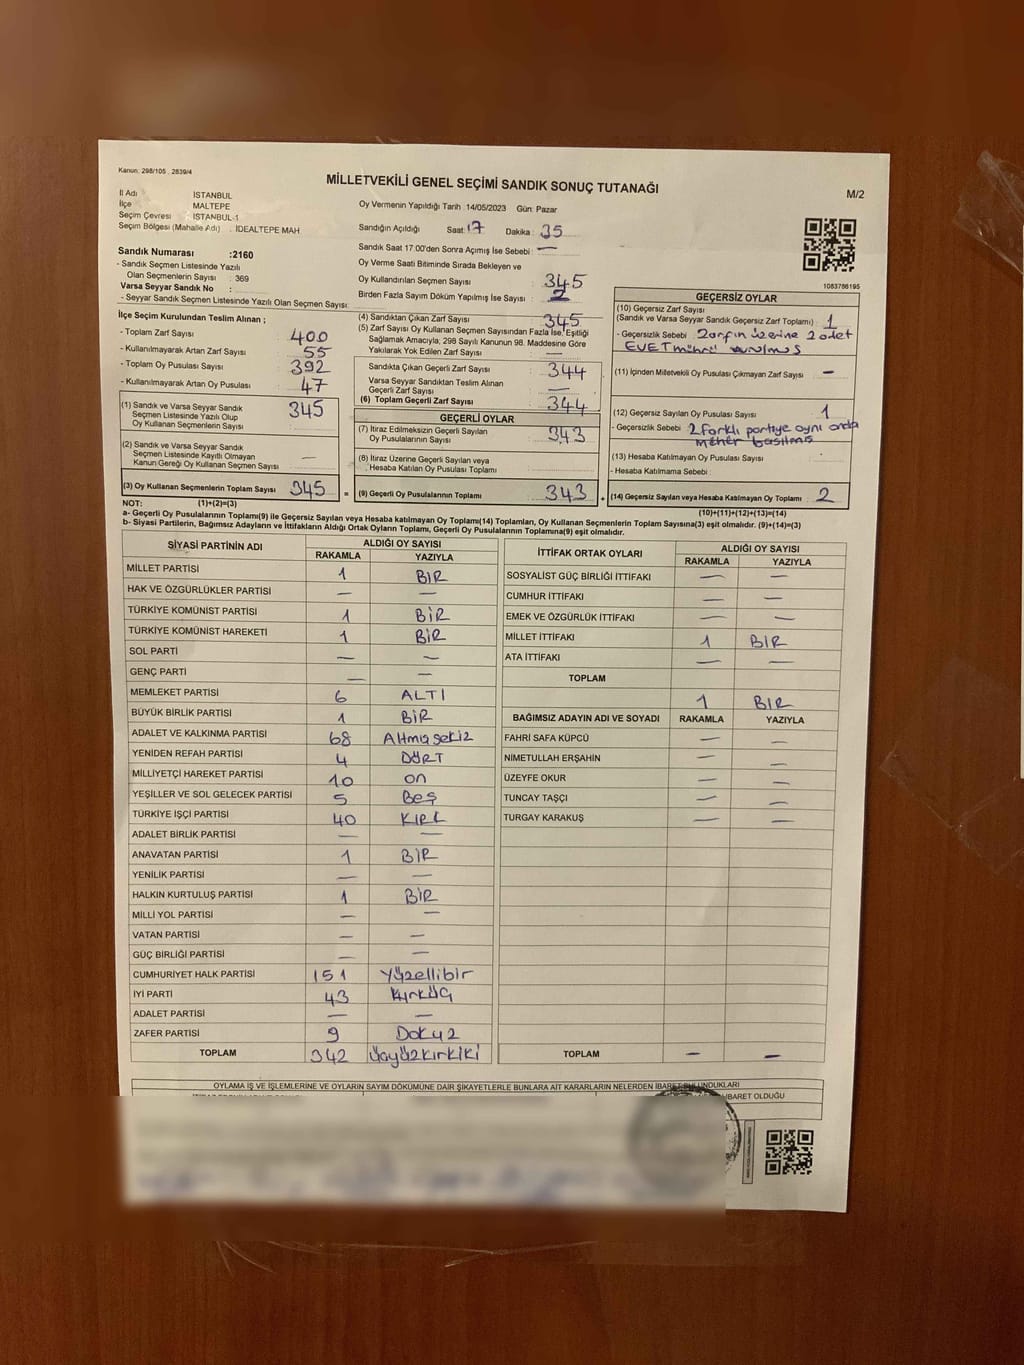 Kanun: 298/105 , 2839/4
MİLLETVEKİLİ GENEL SEÇİMİ SANDIK SONUÇ TUTANAĞI
M/2
İl Adı : İSTANBUL
İlçe : MALTEPE
Seçim Çevresi : İSTANBUL-1
Seçim Bölgesi (Mahalle Adı) : İDEALTEPE MAH
Oy Vermenin Yapıldığı Tarih :14/05/2023 Gün: Pazar
Sandığın Açıldığı Saat: 17 Dakika: 35
Sandık Saat 17.00'den Sonra Açımış İse Sebebi: —
Oy Verme Saati Bitiminde Sırada Bekleyen ve
Oy Kullandırılan Seçmen Sayısı : 345
Birden Fazla Sayım Döküm Yapılmış İse Sayısı : 2
1083786195
Sandık Numarası :2160
- Sandık Seçmen Listesinde Yazılı
Olan Seçmenlerin Sayısı : 369
Varsa Seyyar Sandık No :
- Seyyar Sandık Seçmen Listesinde Yazılı Olan Seçmen Sayısı:
İlçe Seçim Kurulundan Teslim Alınan ;
- Toplam Zarf Sayısı : 400
- Kullanılmayarak Artan Zarf Sayısı : 55
- Toplam Oy Pusulası Sayısı : 392
- Kullanılmayarak Artan Oy Pusulası : 47
(1) Sandık ve Varsa Seyyar Sandık
Seçmen Listesinde Yazılı Olup
Oy Kullanan Seçmenlerin Sayısı : 345
(2) Sandık ve Varsa Seyyar Sandık
Seçmen Listesinde Kayıtlı Olmayan
Kanun Gereği Oy Kullanan Seçmen Sayısı : —
(3) Oy Kullanan Seçmenlerin Toplam Sayısı : 345 =
(4) Sandıktan Çıkan Zarf Sayısı : 345
(5) Zarf Sayısı Oy Kullanan Seçmen Sayısından Fazla İse, Eşitliği
Sağlamak Amacıyla, 298 Sayılı Kanunun 98. Maddesine Göre
Yakılarak Yok Edilen Zarf Sayısı : —
Sandıkta Çıkan Geçerli Zarf Sayısı : 344
Varsa Seyyar Sandıktan Teslim Alınan
Geçerli Zarf Sayısı : —
(6) Toplam Geçerli Zarf Sayısı : 344
GEÇERLİ OYLAR
(7) İtiraz Edilmeksizin Geçerli Sayılan
Oy Pusulalarının Sayısı : 343
(8) İtiraz Üzerine Geçerli Sayılan veya
Hesaba Katılan Oy Pusulası Toplamı :
(9) Geçerli Oy Pusulalarının Toplamı : 343 +
GEÇERSİZ OYLAR
(10) Geçersiz Zarf Sayısı
(Sandık ve Varsa Seyyar Sandık Geçersiz Zarf Toplamı) : 1
- Geçersizlik Sebebi : Zarfın üzerine 2 adet
EVET mührü vurulmuş
(11) İçinden Milletvekili Oy Pusulası Çıkmayan Zarf Sayısı : —
(12) Geçersiz Sayılan Oy Pusulası Sayısı : 1
- Geçersizlik Sebebi : 2 farklı partiye aynı anda
mühür basılmış
(13) Hesaba Katılmayan Oy Pusulası Sayısı :
- Hesaba Katılmama Sebebi :
(14) Geçersiz Sayılan veya Hesaba Katılmayan Oy Toplamı : 2
NOT: (1)+(2)=(3)
(10)+(11)+(12)+(13)=(14)
a- Geçerli Oy Pusulalarının Toplamı(9) ile Geçersiz Sayılan veya Hesaba katılmayan Oy Toplamı(14) Toplamları, Oy Kullanan Seçmenlerin Toplam Sayısına(3) eşit olmalıdır. (9)+(14)=(3)
b- Siyasi Partilerin, Bağımsız Adayların ve İttifakların Aldığı Ortak Oyların Toplamı, Geçerli Oy Pusulalarının Toplamına(9) eşit olmalıdır.
SİYASİ PARTİNİN ADI ALDIĞI OY SAYISI
RAKAMLA YAZIYLA
MİLLET PARTİSİ 1 BİR
HAK VE ÖZGÜRLÜKLER PARTİSİ — —
TÜRKİYE KOMÜNİST PARTİSİ 1 BİR
TÜRKİYE KOMÜNİST HAREKETİ 1 BİR
SOL PARTİ — —
GENÇ PARTİ — —
MEMLEKET PARTİSİ 6 ALTI
BÜYÜK BİRLİK PARTİSİ 1 BİR
ADALET VE KALKINMA PARTİSİ 68 Altmışsekiz
YENİDEN REFAH PARTİSİ 4 DÖRT
MİLLİYETÇİ HAREKET PARTİSİ 10 on
YEŞİLLER VE SOL GELECEK PARTİSİ 5 Beş
TÜRKİYE İŞÇİ PARTİSİ 40 KIRK
ADALET BİRLİK PARTİSİ — —
ANAVATAN PARTİSİ 1 BİR
YENİLİK PARTİSİ — —
HALKIN KURTULUŞ PARTİSİ 1 BİR
MİLLİ YOL PARTİSİ — —
VATAN PARTİSİ — —
GÜÇ BİRLİĞİ PARTİSİ — —
CUMHURİYET HALK PARTİSİ 151 Yüzellibir
İYİ PARTİ 43 Kırküç
ADALET PARTİSİ — —
ZAFER PARTİSİ 9 Dokuz
TOPLAM 342 Üçyüzkırkiki
İTTİFAK ORTAK OYLARI ALDIĞI OY SAYISI
RAKAMLA YAZIYLA
SOSYALİST GÜÇ BİRLİĞİ İTTİFAKI — —
CUMHUR İTTİFAKI — —
EMEK VE ÖZGÜRLÜK İTTİFAKI — —
MİLLET İTTİFAKI 1 BİR
ATA İTTİFAKI — —
TOPLAM 1 BİR
BAĞIMSIZ ADAYIN ADI VE SOYADI RAKAMLA YAZIYLA
FAHRİ SAFA KÜPCÜ — —
NİMETULLAH ERŞAHİN — —
ÜZEYFE OKUR — —
TUNCAY TAŞÇI — —
TURGAY KARAKUŞ — —
TOPLAM — —
OYLAMA İŞ VE İŞLEMLERİNE VE OYLARIN SAYIM DÖKÜMÜNE DAİR ŞİKAYETLERLE BUNLARA AİT KARARLARIN NELERDEN İBARET BULUNDUKLARI
İBARET OLDUĞU